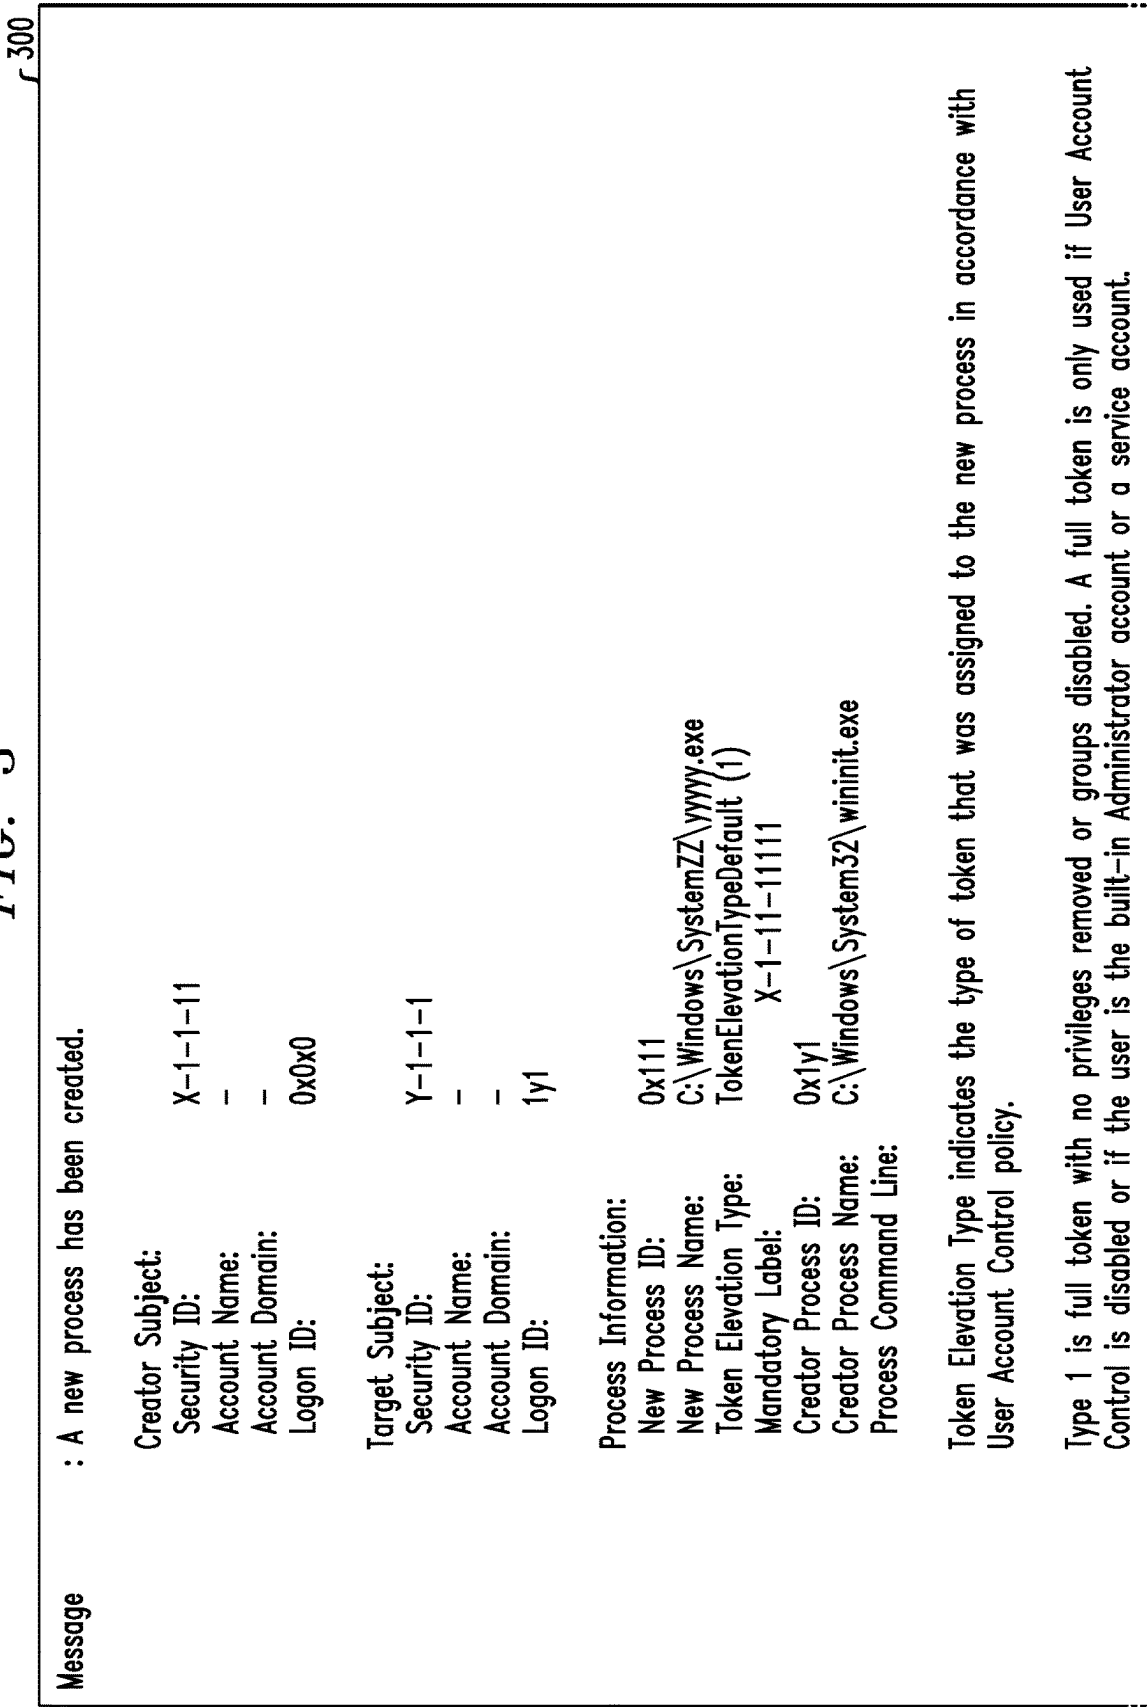 FIG. 3
300
Message : A new process has been created.
Creator Subject:
Security ID: X-1-1-11
Account Name: -
Account Domain: -
Logon ID: 0x0x0
Target Subject:
Security ID: Y-1-1-1
Account Name: -
Account Domain: -
Logon ID: 1y1
Process Information:
New Process ID: 0x111
New Process Name: C:\Windows\SystemZZ\yyyy.exe
Token Elevation Type: TokenElevationTypeDefault (1)
Mandatory Label: X-1-11-11111
Creator Process ID: 0x1y1
Creator Process Name: C:\Windows\System32\wininit.exe
Process Command Line:
Token Elevation Type indicates the type of token that was assigned to the new process in accordance with
User Account Control policy.
Type 1 is full token with no privileges removed or groups disabled. A full token is only used if User Account
Control is disabled or if the user is the built-in Administrator account or a service account.